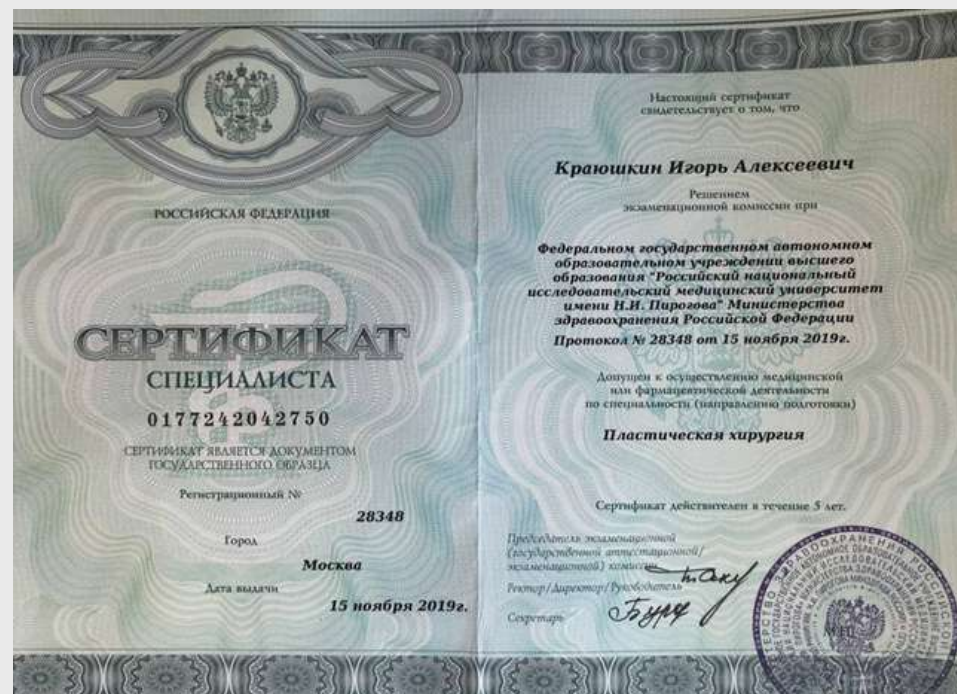 РОССИЙСКАЯ ФЕДЕРАЦИЯ
СЕРТИФИКАТ
СПЕЦИАЛИСТА
0177242042750
СЕРТИФИКАТ ЯВЛЯЕТСЯ ДОКУМЕНТОМ
ГОСУДАРСТВЕННОГО ОБРАЗЦА
Регистрационный №
28348
Город
Москва
Дата выдачи
15 ноября 2019г.
Настоящий сертификат
свидетельствует о том, что
Краюшкин Игорь Алексеевич
Решением
экзаменационной комиссии при
Федеральном государственном автономном
образовательном учреждении высшего
образования "Российский национальный
исследовательский медицинский университет
имени Н.И. Пирогова" Министерства
здравоохранения Российской Федерации
Протокол № 28348 от 15 ноября 2019г.
Допущен к осуществлению медицинской
или фармацевтической деятельности
по специальности (направлению подготовки)
Пластическая хирургия
Сертификат действителен в течение 5 лет.
Председатель экзаменационной
(государственной аттестационной/
экзаменационной) комиссии
Ректор/Директор/Руководитель
Секретарь
М.П.